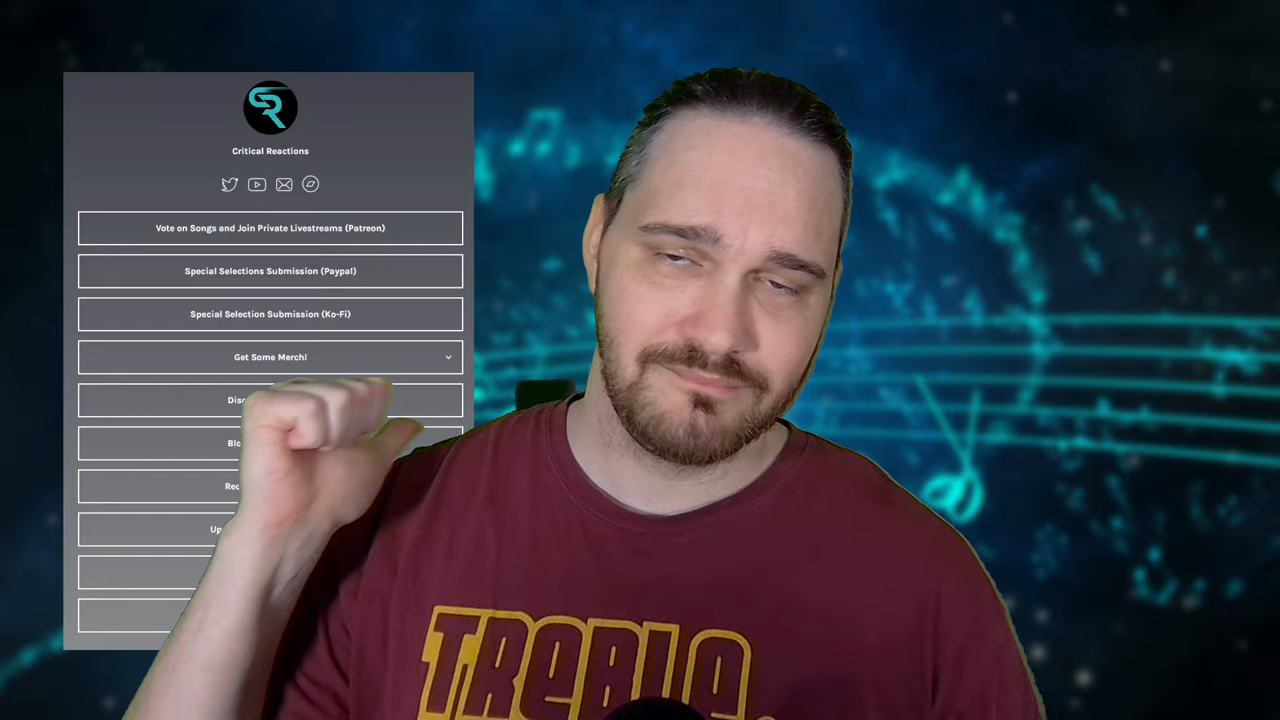 CR
Critical Reactions
Vote on Songs and Join Private Livestreams (Patreon)
Special Selections Submission (Paypal)
Special Selection Submission (Ko-Fi)
Get Some Merch!
TREBLE